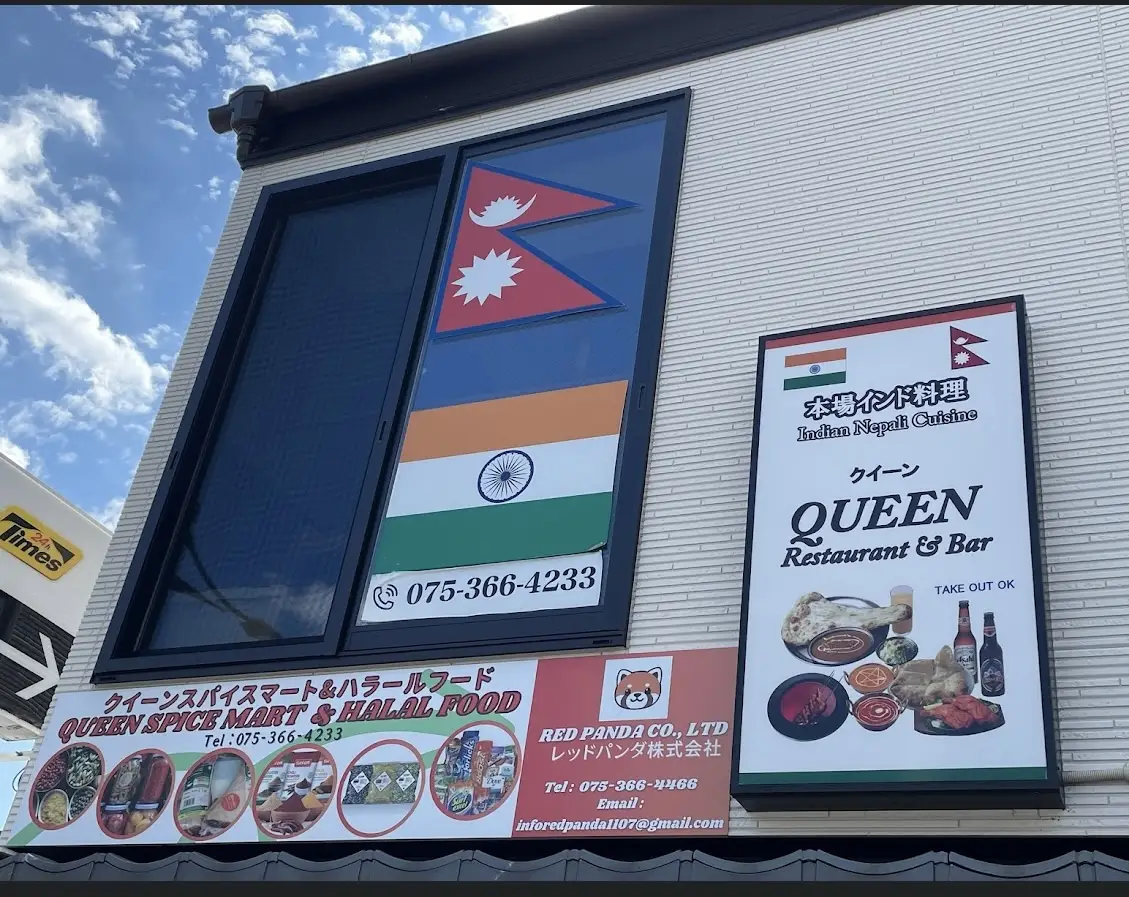 24h
Times
075-366-4233
本場インド料理
Indian Nepali Cuisine
クイーン
QUEEN
Restaurant & Bar
TAKE OUT OK
クイーンスパイスマート&ハラールフード
QUEEN SPICE MART & HALAL FOOD
Tel:075-366-4233
RED PANDA CO., LTD
レッドパンダ株式会社
Tel: 075-366-4466
Email:
inforedpanda1107@gmail.com